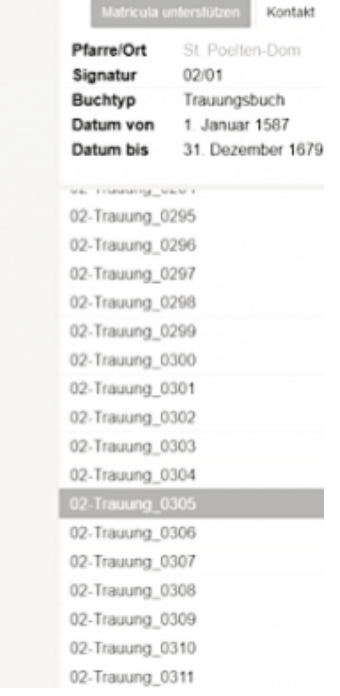 Matricula unterstützen Kontakt
Pfarre/Ort St. Poelten-Dom
Signatur 02/01
Buchtyp Trauungsbuch
Datum von 1. Januar 1587
Datum bis 31. Dezember 1679
02-Trauung_0295
02-Trauung_0296
02-Trauung_0297
02-Trauung_0298
02-Trauung_0299
02-Trauung_0300
02-Trauung_0301
02-Trauung_0302
02-Trauung_0303
02-Trauung_0304
02-Trauung_0305
02-Trauung_0306
02-Trauung_0307
02-Trauung_0308
02-Trauung_0309
02-Trauung_0310
02-Trauung_0311